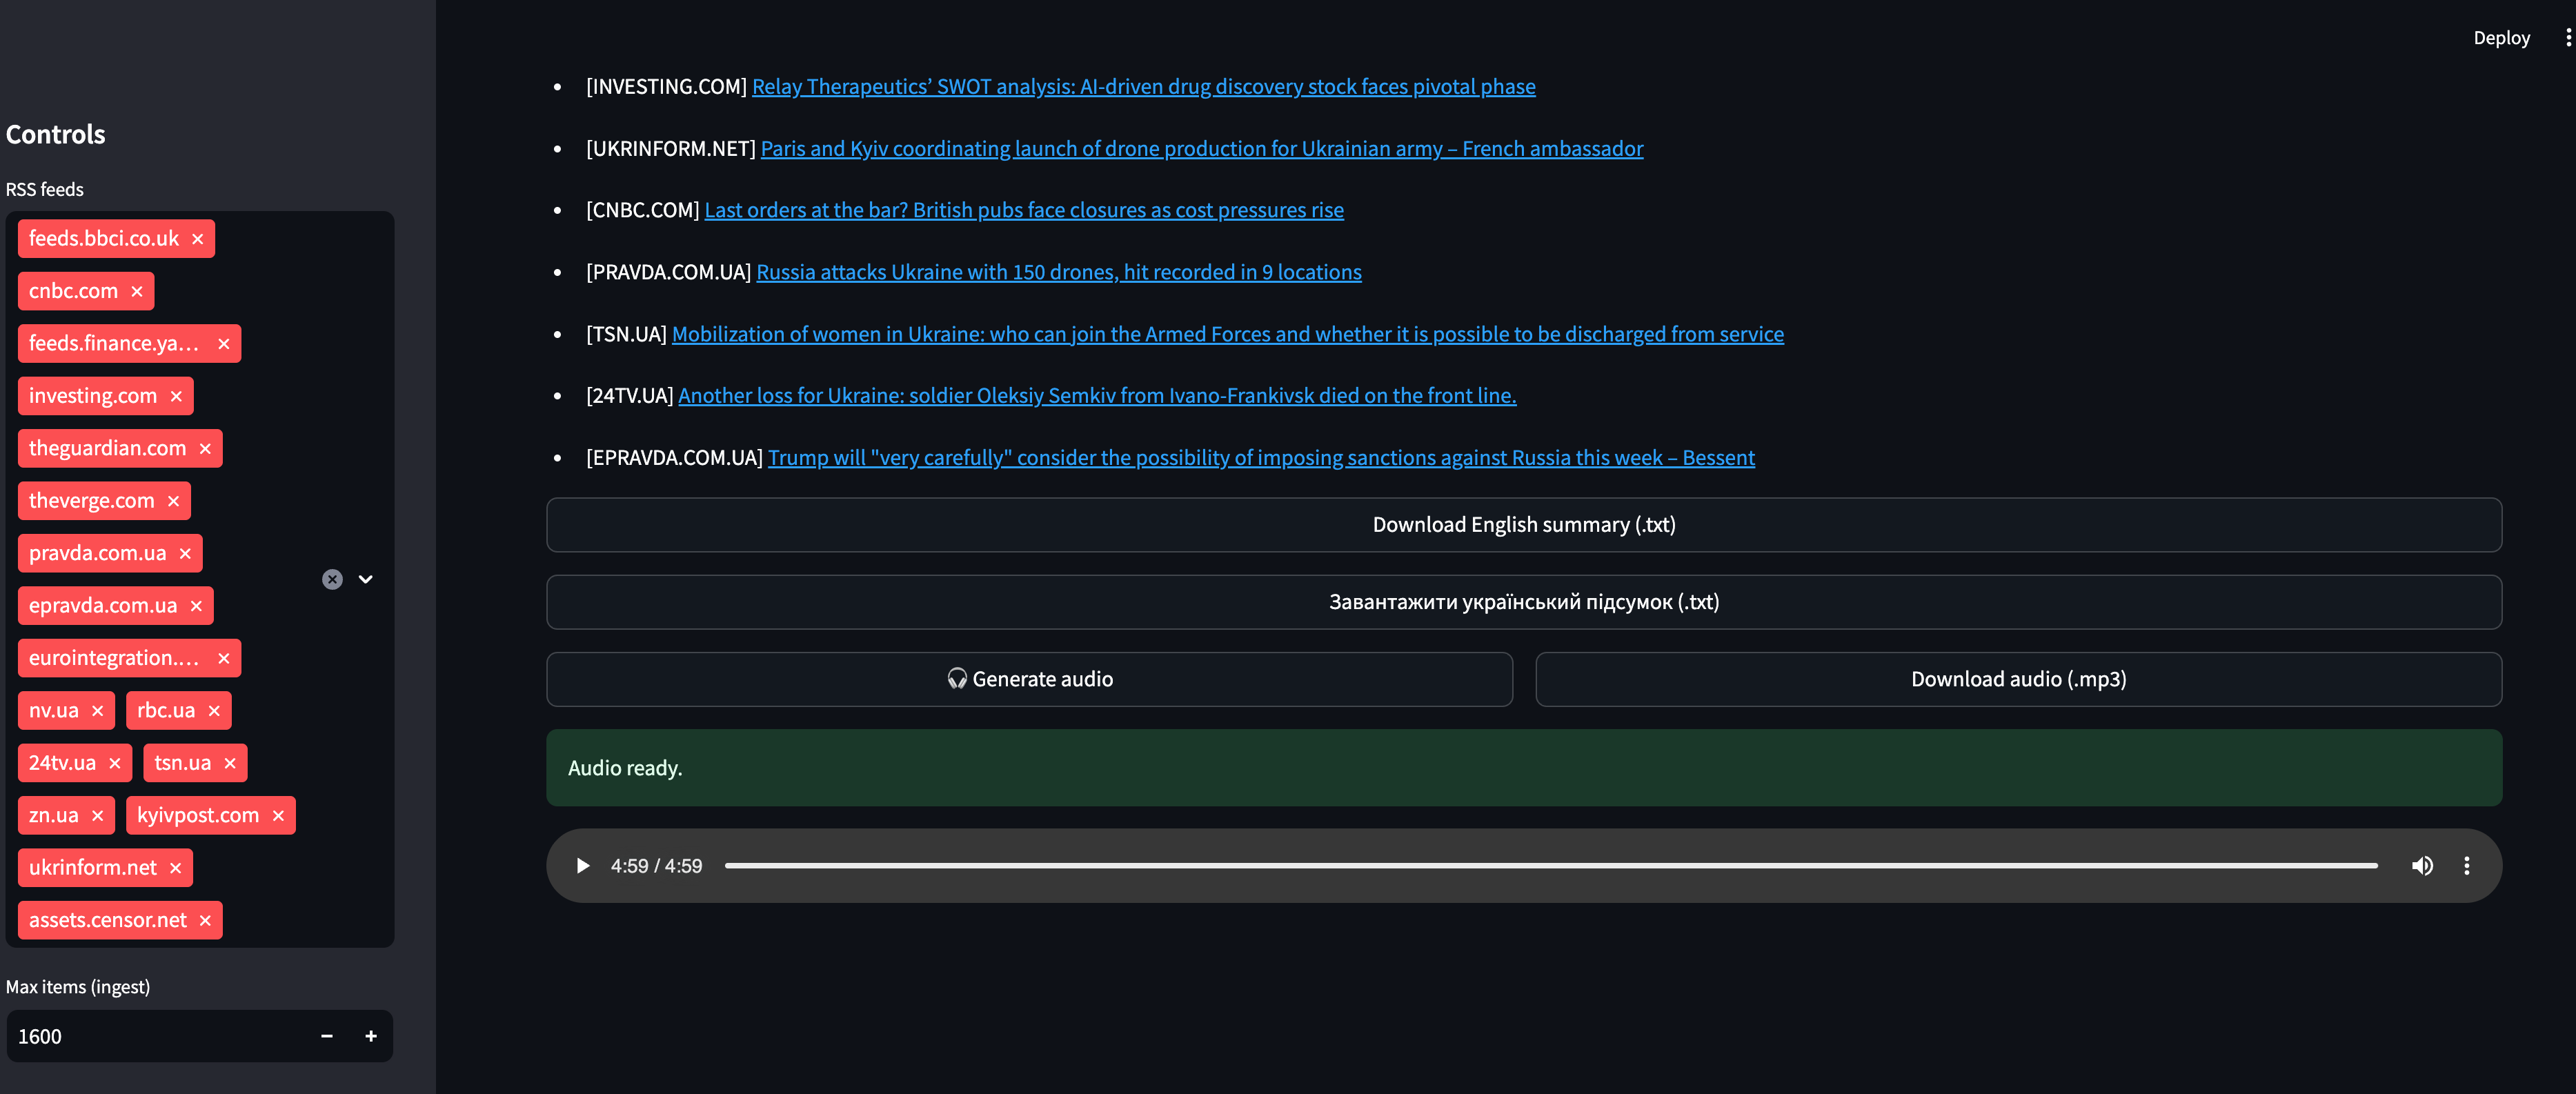 Deploy
Controls
RSS feeds
feeds.bbci.co.uk
cnbc.com
feeds.finance.ya...
investing.com
theguardian.com
theverge.com
pravda.com.ua
epravda.com.ua
eurointegration....
nv.ua rbc.ua
24tv.ua tsn.ua
zn.ua kyivpost.com
ukrinform.net
assets.censor.net
Max items (ingest)
1600
[INVESTING.COM] Relay Therapeutics’ SWOT analysis: AI-driven drug discovery stock faces pivotal phase
[UKRINFORM.NET] Paris and Kyiv coordinating launch of drone production for Ukrainian army – French ambassador
[CNBC.COM] Last orders at the bar? British pubs face closures as cost pressures rise
[PRAVDA.COM.UA] Russia attacks Ukraine with 150 drones, hit recorded in 9 locations
[TSN.UA] Mobilization of women in Ukraine: who can join the Armed Forces and whether it is possible to be discharged from service
[24TV.UA] Another loss for Ukraine: soldier Oleksiy Semkiv from Ivano-Frankivsk died on the front line.
[EPRAVDA.COM.UA] Trump will "very carefully" consider the possibility of imposing sanctions against Russia this week – Bessent
Download English summary (.txt)
Завантажити український підсумок (.txt)
Generate audio
Download audio (.mp3)
Audio ready.
4:59 / 4:59